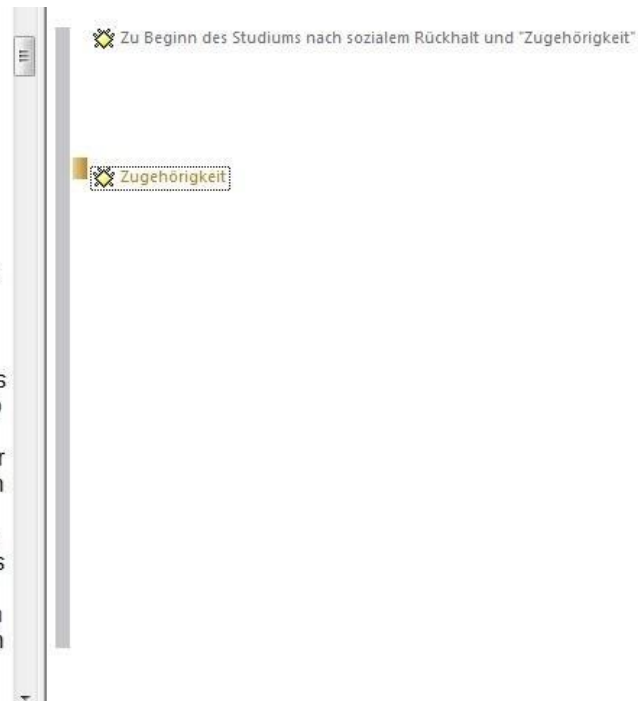 Zu Beginn des Studiums nach sozialem Rückhalt und "Zugehörigkeit"
Zugehörigkeit
s
r
n
s
n